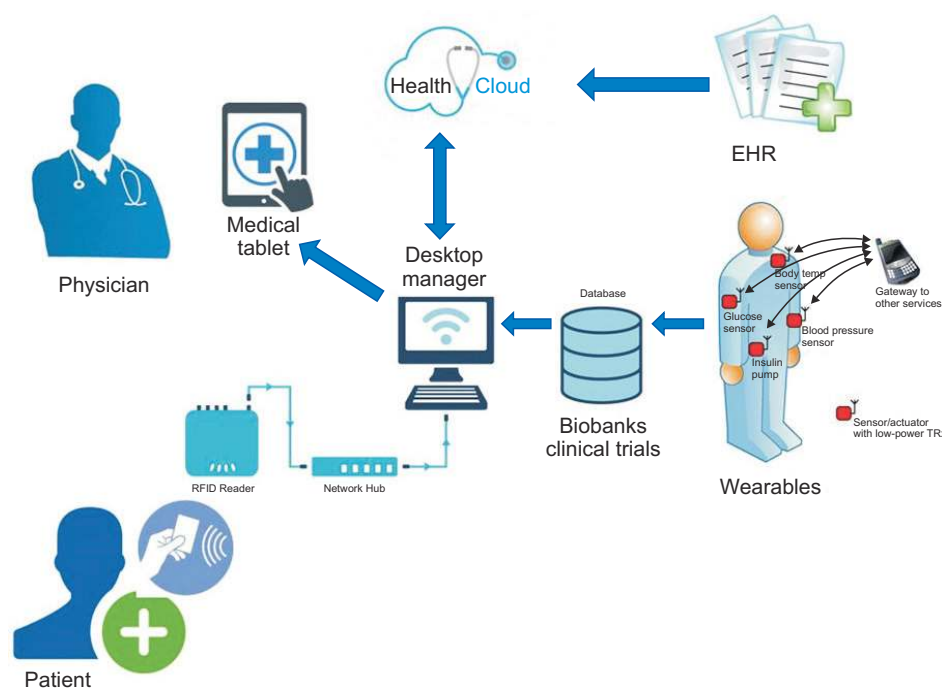 Health Cloud
EHR
Medical
tablet
Physician
Desktop
manager
Body temp
sensor
Gateway to
other services
Database
Glucose
sensor
Blood pressure
sensor
Insulin
pump
Biobanks
clinical trials
Sensor/actuator
with low-power TR
Wearables
RFID Reader
Network Hub
Patient